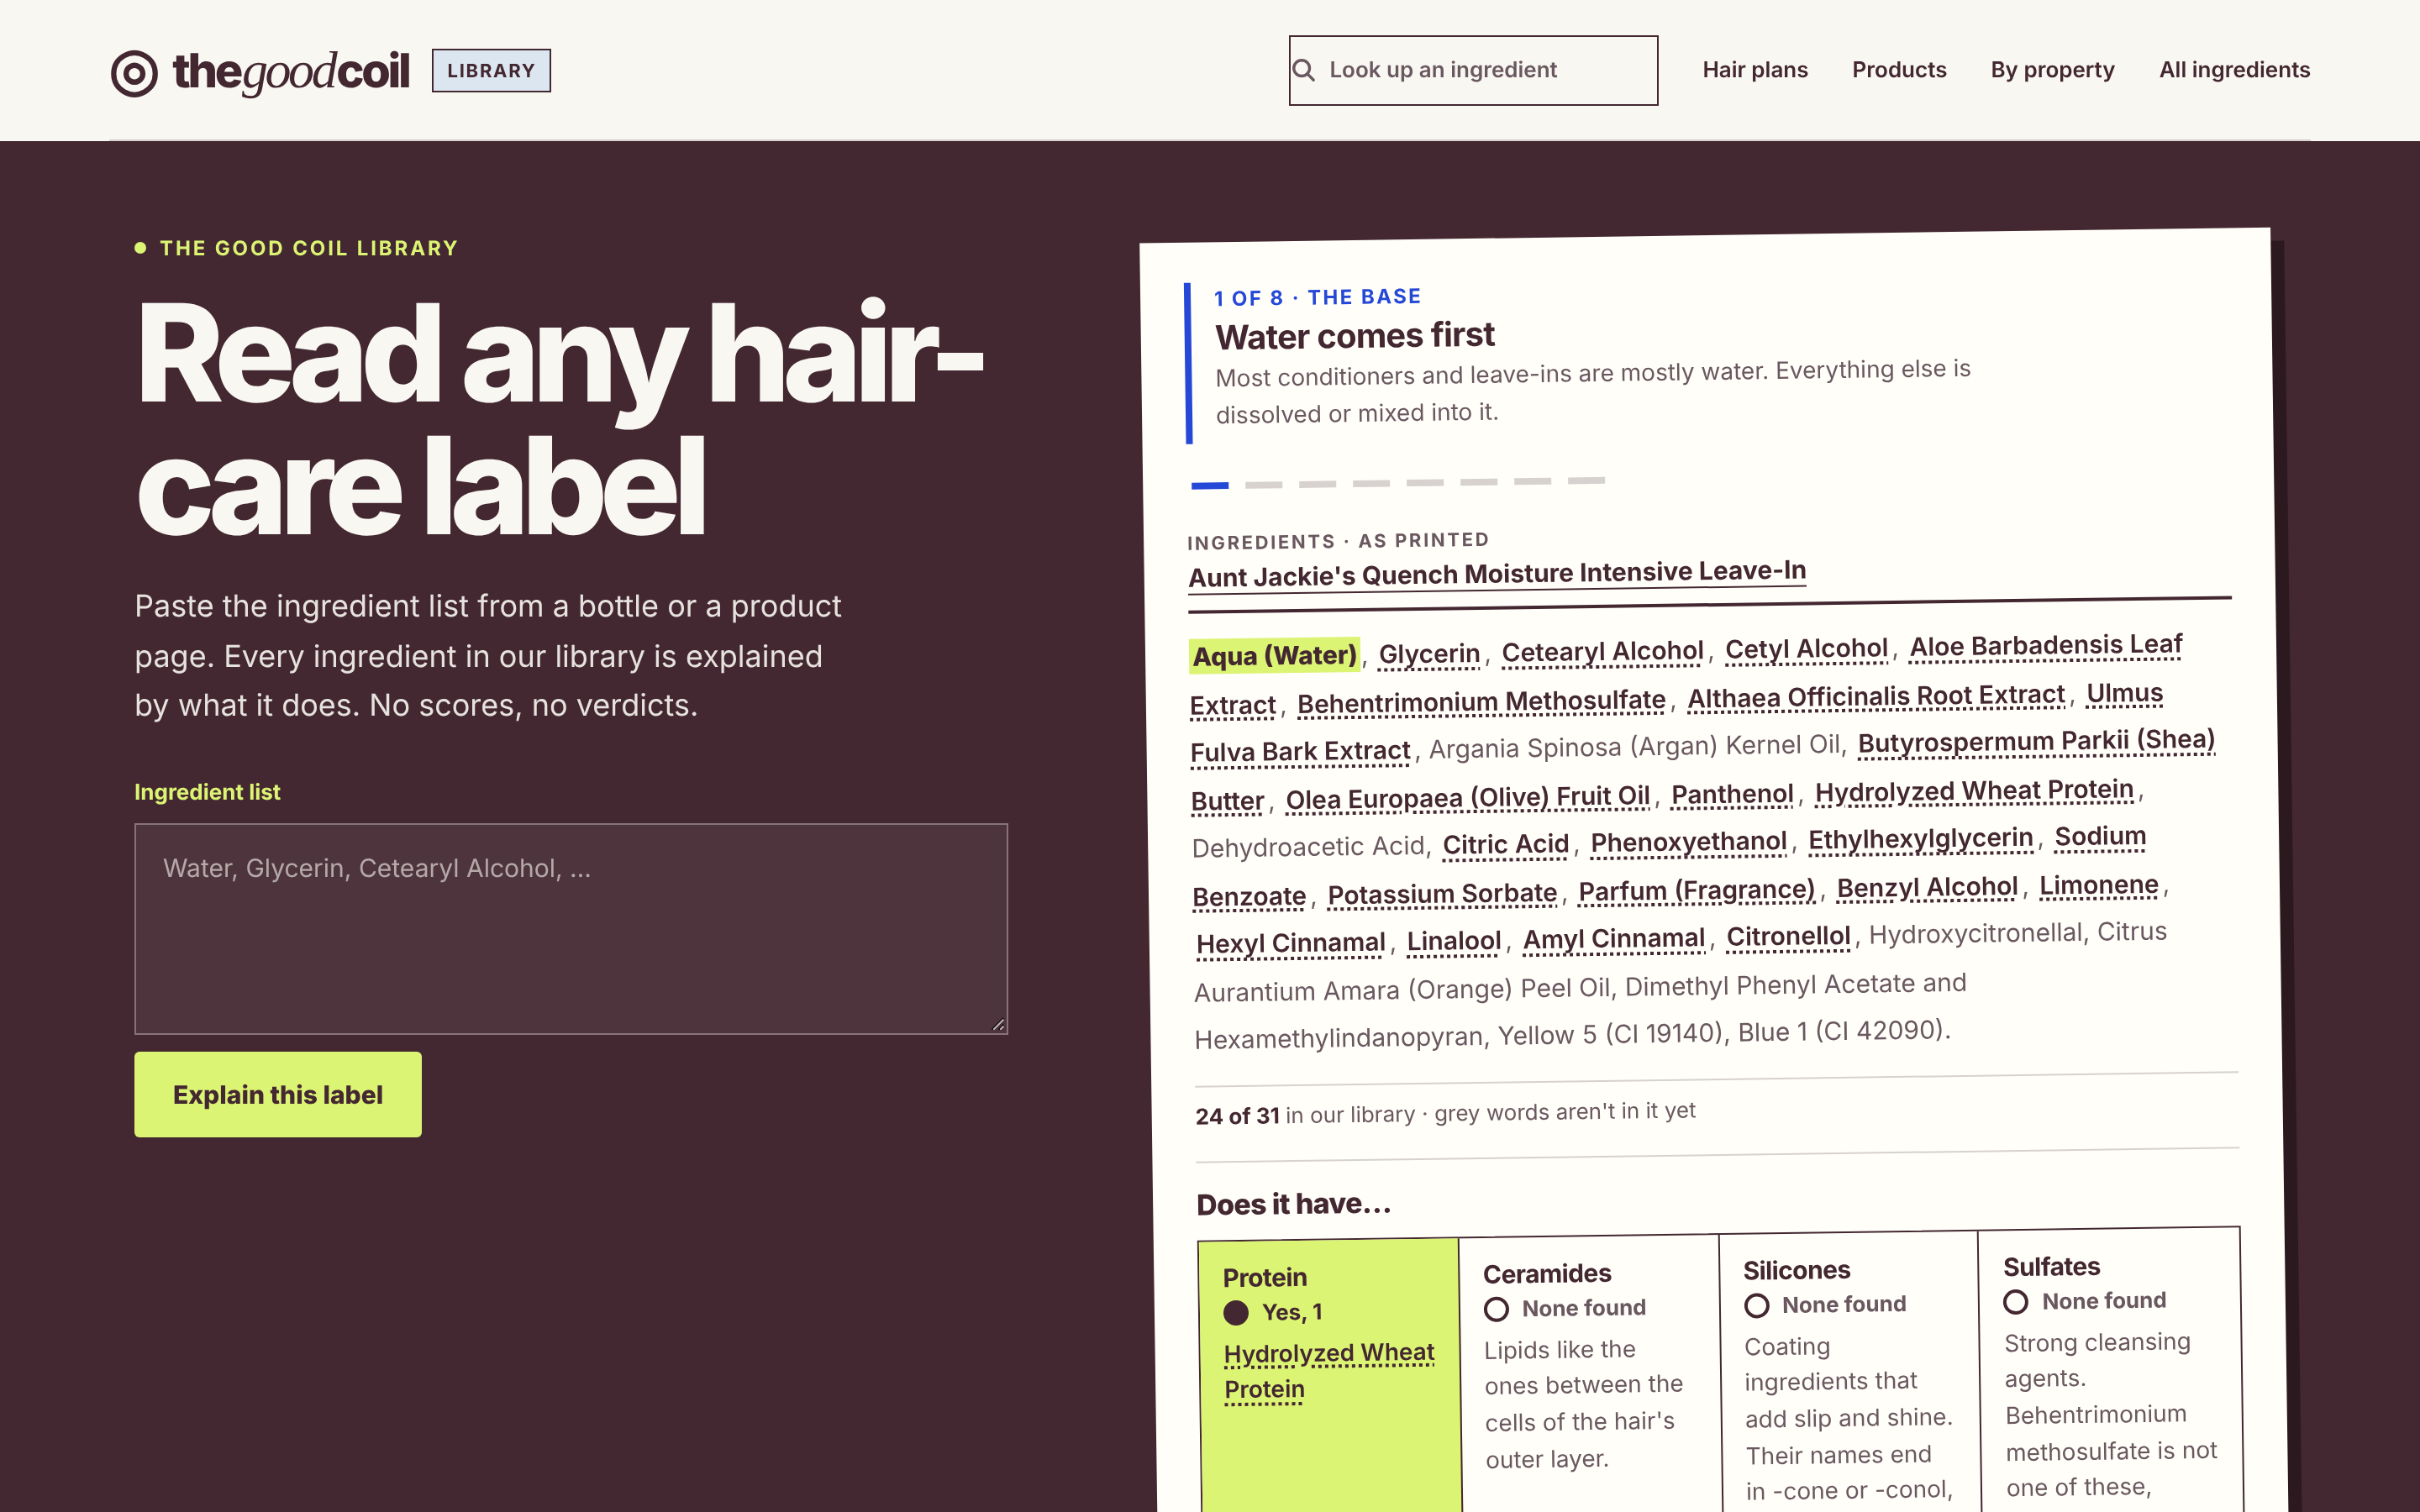 thegoodcoil LIBRARY
Look up an ingredient
Hair plans
Products
By property
All ingredients
THE GOOD COIL LIBRARY
Read any hair-
care label
Paste the ingredient list from a bottle or a product
page. Every ingredient in our library is explained
by what it does. No scores, no verdicts.
Ingredient list
Water, Glycerin, Cetearyl Alcohol, ...
Explain this label
1 OF 8 · THE BASE
Water comes first
Most conditioners and leave-ins are mostly water. Everything else is
dissolved or mixed into it.
INGREDIENTS · AS PRINTED
Aunt Jackie's Quench Moisture Intensive Leave-In
Aqua (Water), Glycerin, Cetearyl Alcohol, Cetyl Alcohol, Aloe Barbadensis Leaf
Extract, Behentrimonium Methosulfate, Althaea Officinalis Root Extract, Ulmus
Fulva Bark Extract, Argania Spinosa (Argan) Kernel Oil, Butyrospermum Parkii (Shea)
Butter, Olea Europaea (Olive) Fruit Oil, Panthenol, Hydrolyzed Wheat Protein,
Dehydroacetic Acid, Citric Acid, Phenoxyethanol, Ethylhexylglycerin, Sodium
Benzoate, Potassium Sorbate, Parfum (Fragrance), Benzyl Alcohol, Limonene,
Hexyl Cinnamal, Linalool, Amyl Cinnamal, Citronellol, Hydroxycitronellal, Citrus
Aurantium Amara (Orange) Peel Oil, Dimethyl Phenyl Acetate and
Hexamethylindanopyran, Yellow 5 (CI 19140), Blue 1 (CI 42090).
24 of 31 in our library · grey words aren't in it yet
Does it have...
Protein
Yes, 1
Hydrolyzed Wheat
Protein
Ceramides
None found
Lipids like the
ones between the
cells of the hair's
outer layer.
Silicones
None found
Coating
ingredients that
add slip and shine.
Their names end
in -cone or -conol,
Sulfates
None found
Strong cleansing
agents.
Behentrimonium
methosulfate is not
one of these,